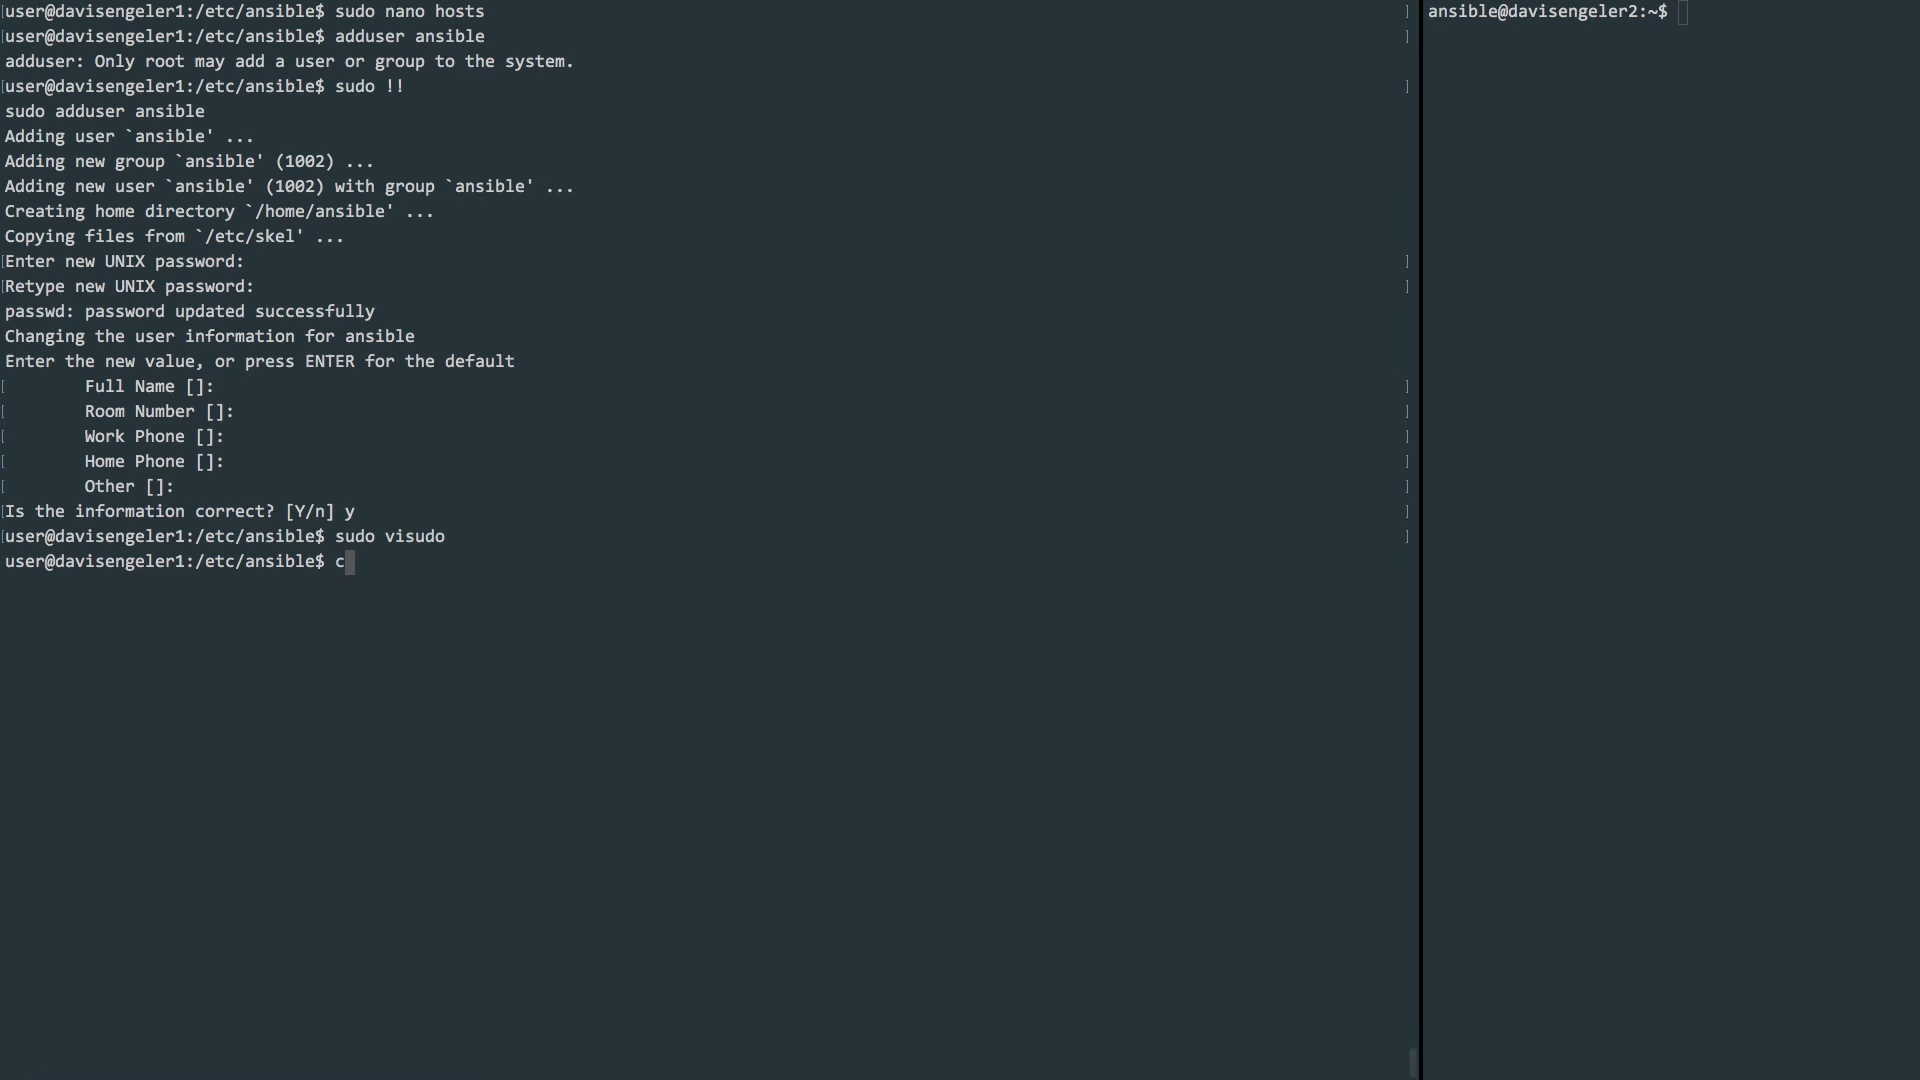 user@davisengeler1:/etc/ansible$ sudo nano hosts
user@davisengeler1:/etc/ansible$ adduser ansible
adduser: Only root may add a user or group to the system.
user@davisengeler1:/etc/ansible$ sudo !!
sudo adduser ansible
Adding user `ansible' ...
Adding new group `ansible' (1002) ...
Adding new user `ansible' (1002) with group `ansible' ...
Creating home directory `/home/ansible' ...
Copying files from `/etc/skel' ...
Enter new UNIX password:
Retype new UNIX password:
passwd: password updated successfully
Changing the user information for ansible
Enter the new value, or press ENTER for the default
Full Name []:
Room Number []:
Work Phone []:
Home Phone []:
Other []:
Is the information correct? [Y/n] y
user@davisengeler1:/etc/ansible$ sudo visudo
user@davisengeler1:/etc/ansible$ c
ansible@davisengeler2:~$